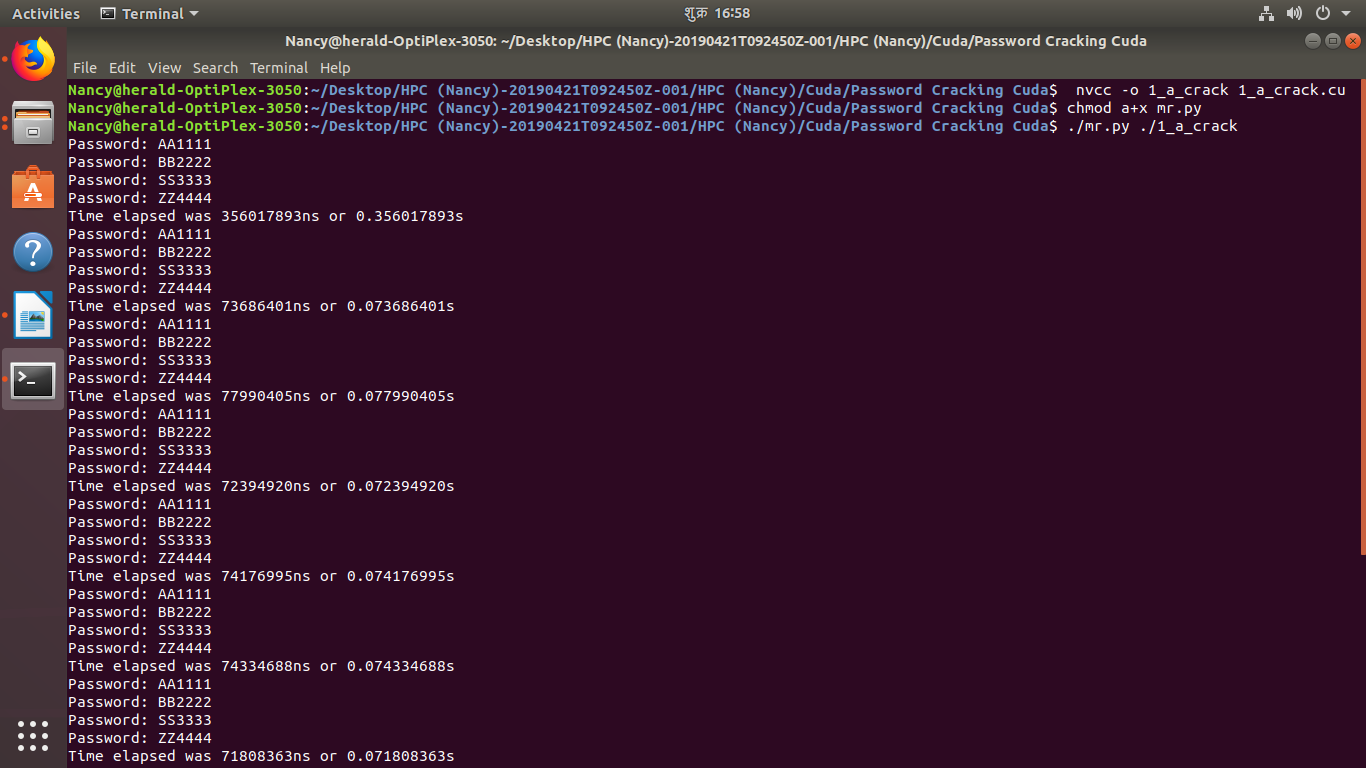 Activities Terminal शुक्र 16:58
Nancy@herald-OptiPlex-3050: ~/Desktop/HPC (Nancy)-20190421T092450Z-001/HPC (Nancy)/Cuda/Password Cracking Cuda
File Edit View Search Terminal Help
Nancy@herald-OptiPlex-3050:~/Desktop/HPC (Nancy)-20190421T092450Z-001/HPC (Nancy)/Cuda/Password Cracking Cuda$  nvcc -o 1_a_crack 1_a_crack.cu
Nancy@herald-OptiPlex-3050:~/Desktop/HPC (Nancy)-20190421T092450Z-001/HPC (Nancy)/Cuda/Password Cracking Cuda$ chmod a+x mr.py
Nancy@herald-OptiPlex-3050:~/Desktop/HPC (Nancy)-20190421T092450Z-001/HPC (Nancy)/Cuda/Password Cracking Cuda$ ./mr.py ./1_a_crack
Password: AA1111
Password: BB2222
Password: SS3333
Password: ZZ4444
Time elapsed was 356017893ns or 0.356017893s
Password: AA1111
Password: BB2222
Password: SS3333
Password: ZZ4444
Time elapsed was 73686401ns or 0.073686401s
Password: AA1111
Password: BB2222
Password: SS3333
Password: ZZ4444
Time elapsed was 77990405ns or 0.077990405s
Password: AA1111
Password: BB2222
Password: SS3333
Password: ZZ4444
Time elapsed was 72394920ns or 0.072394920s
Password: AA1111
Password: BB2222
Password: SS3333
Password: ZZ4444
Time elapsed was 74176995ns or 0.074176995s
Password: AA1111
Password: BB2222
Password: SS3333
Password: ZZ4444
Time elapsed was 74334688ns or 0.074334688s
Password: AA1111
Password: BB2222
Password: SS3333
Password: ZZ4444
Time elapsed was 71808363ns or 0.071808363s